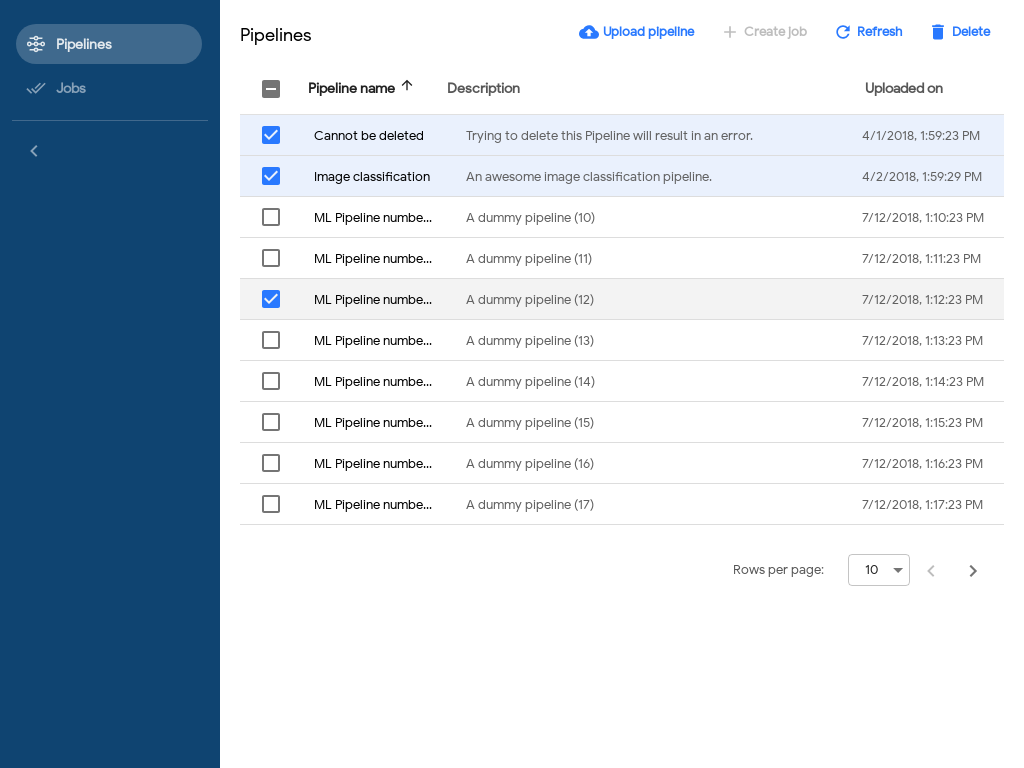 Pipelines
Jobs
Pipelines
Upload pipeline
Create job
Refresh
Delete
Pipeline name Description Uploaded on
Cannot be deleted Trying to delete this Pipeline will result in an error. 4/1/2018, 1:59:23 PM
Image classification An awesome image classification pipeline. 4/2/2018, 1:59:29 PM
ML Pipeline numbe... A dummy pipeline (10) 7/12/2018, 1:10:23 PM
ML Pipeline numbe... A dummy pipeline (11) 7/12/2018, 1:11:23 PM
ML Pipeline numbe... A dummy pipeline (12) 7/12/2018, 1:12:23 PM
ML Pipeline numbe... A dummy pipeline (13) 7/12/2018, 1:13:23 PM
ML Pipeline numbe... A dummy pipeline (14) 7/12/2018, 1:14:23 PM
ML Pipeline numbe... A dummy pipeline (15) 7/12/2018, 1:15:23 PM
ML Pipeline numbe... A dummy pipeline (16) 7/12/2018, 1:16:23 PM
ML Pipeline numbe... A dummy pipeline (17) 7/12/2018, 1:17:23 PM
Rows per page: 10